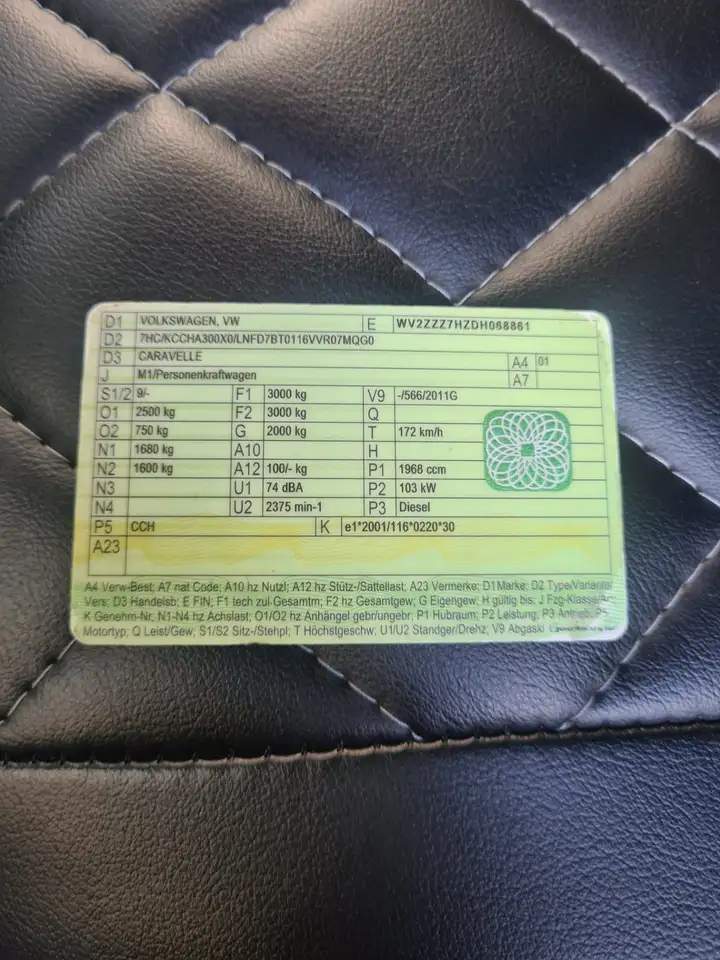 D1 VOLKSWAGEN, VW E WV2ZZZ7HZDH068861
D2 7HC/KCCHA300X0/LNFD7BT0116VVR07MQG0
D3 CARAVELLE A4 01
J M1/Personenkraftwagen A7
S1/2 9/- F1 3000 kg V9 -/566/2011G
O1 2500 kg F2 3000 kg Q
O2 750 kg G 2000 kg T 172 km/h
N1 1680 kg A10 H
N2 1600 kg A12 100/- kg P1 1968 ccm
N3 U1 74 dBA P2 103 kW
N4 U2 2375 min-1 P3 Diesel
P5 CCH K e1*2001/116*0220*30
A23
A4 Verw-Best; A7 nat Code; A10 hz Nutzl; A12 hz Stütz-/Sattellast; A23 Vermerke; D1Marke; D2 Type/Variante/
Vers; D3 Handelsb; E FIN; F1 tech zul Gesamtm; F2 hz Gesamtgew; G Eigengew; H gültig bis; J Fzg-Klasse/Ar
K Genehm-Nr; N1-N4 hz Achslast; O1/O2 hz Anhängel gebr/ungebr; P1 Hubraum; P2 Leistung; P3 Antrieb; P5
Motortyp; Q Leist/Gew; S1/S2 Sitz-/Stehpl; T Höchstgeschw; U1/U2 Standger/Drehz; V9 Abgaskl